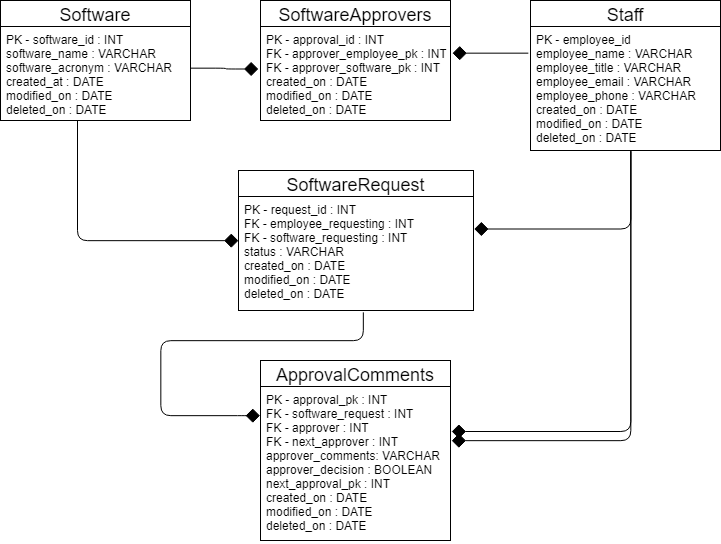 Software
PK - software_id : INT
software_name : VARCHAR
software_acronym : VARCHAR
created_at : DATE
modified_on : DATE
deleted_on : DATE
SoftwareApprovers
PK - approval_id : INT
FK - approver_employee_pk : INT
FK - approver_software_pk : INT
created_on : DATE
modified_on : DATE
deleted_on : DATE
Staff
PK - employee_id
employee_name : VARCHAR
employee_title : VARCHAR
employee_email : VARCHAR
employee_phone : VARCHAR
created_on : DATE
modified_on : DATE
deleted_on : DATE
SoftwareRequest
PK - request_id : INT
FK - employee_requesting : INT
FK - software_requesting : INT
status : VARCHAR
created_on : DATE
modified_on : DATE
deleted_on : DATE
ApprovalComments
PK - approval_pk : INT
FK - software_request : INT
FK - approver : INT
FK - next_approver : INT
approver_comments: VARCHAR
approver_decision : BOOLEAN
next_approval_pk : INT
created_on : DATE
modified_on : DATE
deleted_on : DATE